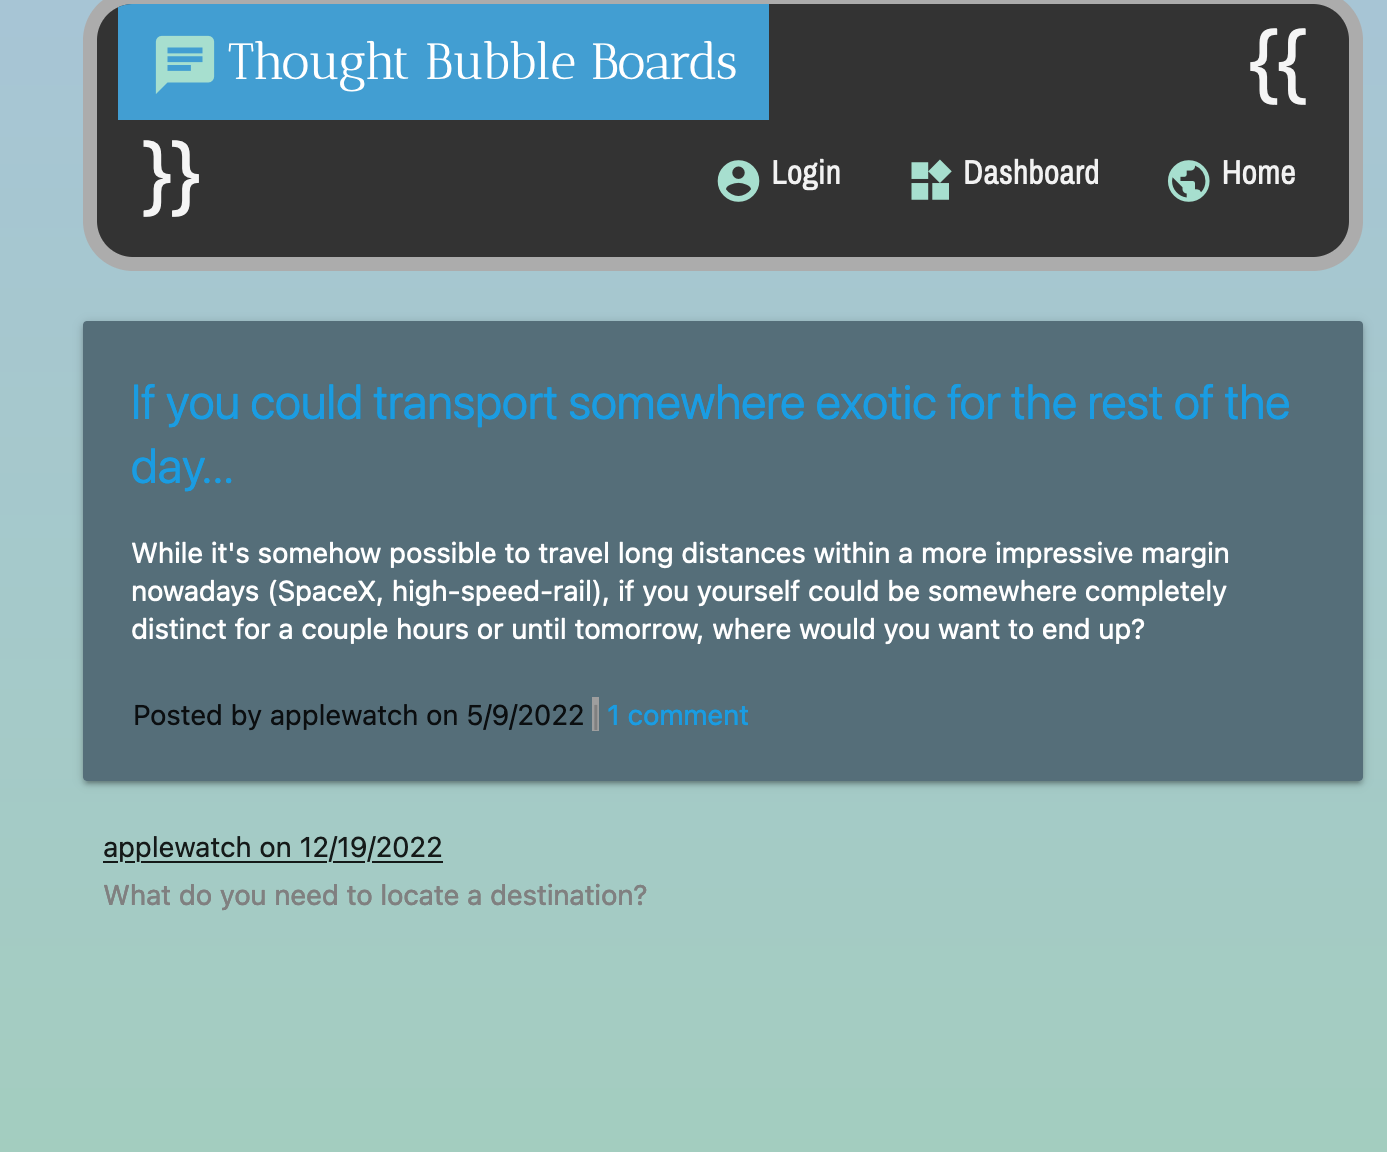 Thought Bubble Boards
{{
}}
Login
Dashboard
Home
If you could transport somewhere exotic for the rest of the
day...
While it's somehow possible to travel long distances within a more impressive margin
nowadays (SpaceX, high-speed-rail), if you yourself could be somewhere completely
distinct for a couple hours or until tomorrow, where would you want to end up?
Posted by applewatch on 5/9/2022 | 1 comment
applewatch on 12/19/2022
What do you need to locate a destination?